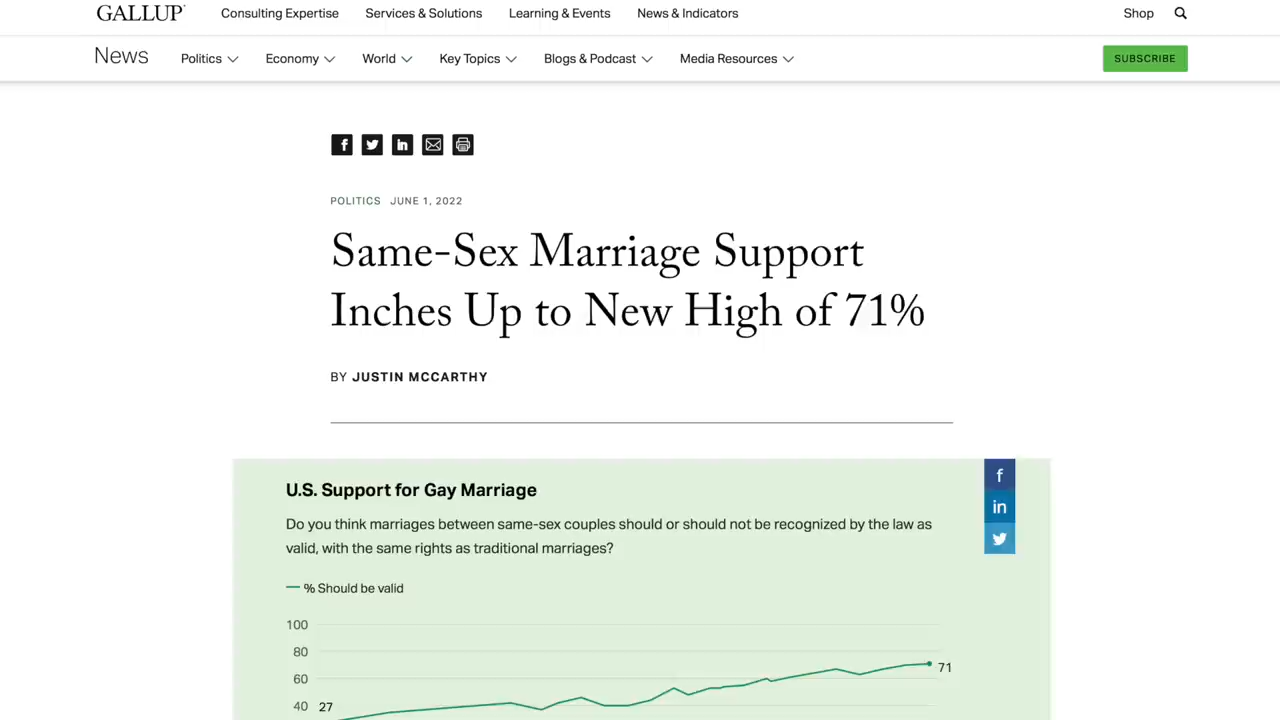 GALLUP Consulting Expertise Services & Solutions Learning & Events News & Indicators Shop
News Politics Economy World Key Topics Blogs & Podcast Media Resources SUBSCRIBE
POLITICS JUNE 1, 2022
Same-Sex Marriage Support
Inches Up to New High of 71%
BY JUSTIN MCCARTHY
U.S. Support for Gay Marriage
Do you think marriages between same-sex couples should or should not be recognized by the law as
valid, with the same rights as traditional marriages?
% Should be valid
100
80
60
71
40
27